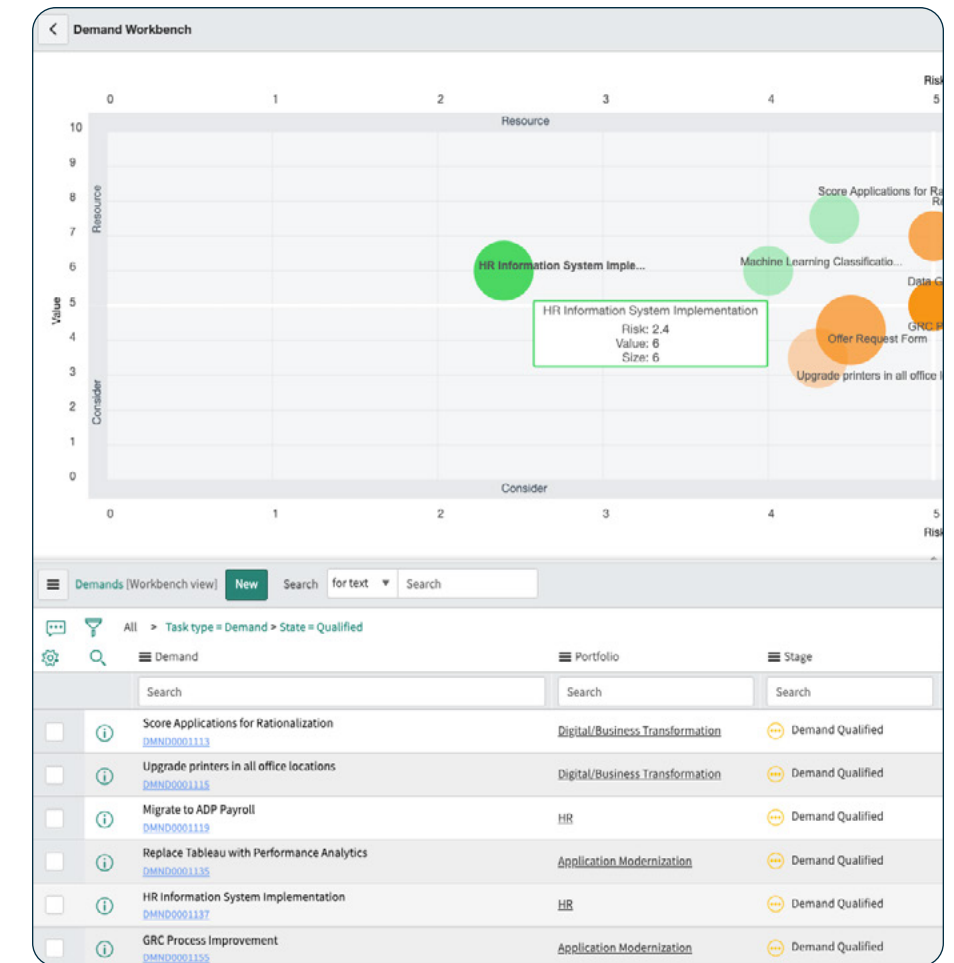 Demand Workbench
Risk
0 1 2 3 4 5
Resource
10
9
8
7
6
5
4
3
2
1
0
Value
Resource
Consider
Score Applications for Ra
R
HR Information System Imple...
Machine Learning Classificatio...
Data G
HR Information System Implementation
Risk: 2.4
Value: 6
Size: 6
GRC P
Offer Request Form
Upgrade printers in all office l
Consider
0 1 2 3 4 5
Risk
Demands [Workbench view] New Search for text Search
All > Task type = Demand > State = Qualified
Demand Portfolio Stage
Search Search Search
Score Applications for Rationalization
DMND0001113
Digital/Business Transformation
Demand Qualified
Upgrade printers in all office locations
DMND0001115
Digital/Business Transformation
Demand Qualified
Migrate to ADP Payroll
DMND0001119
HR
Demand Qualified
Replace Tableau with Performance Analytics
DMND0001135
Application Modernization
Demand Qualified
HR Information System Implementation
DMND0001137
HR
Demand Qualified
GRC Process Improvement
DMND0001155
Application Modernization
Demand Qualified